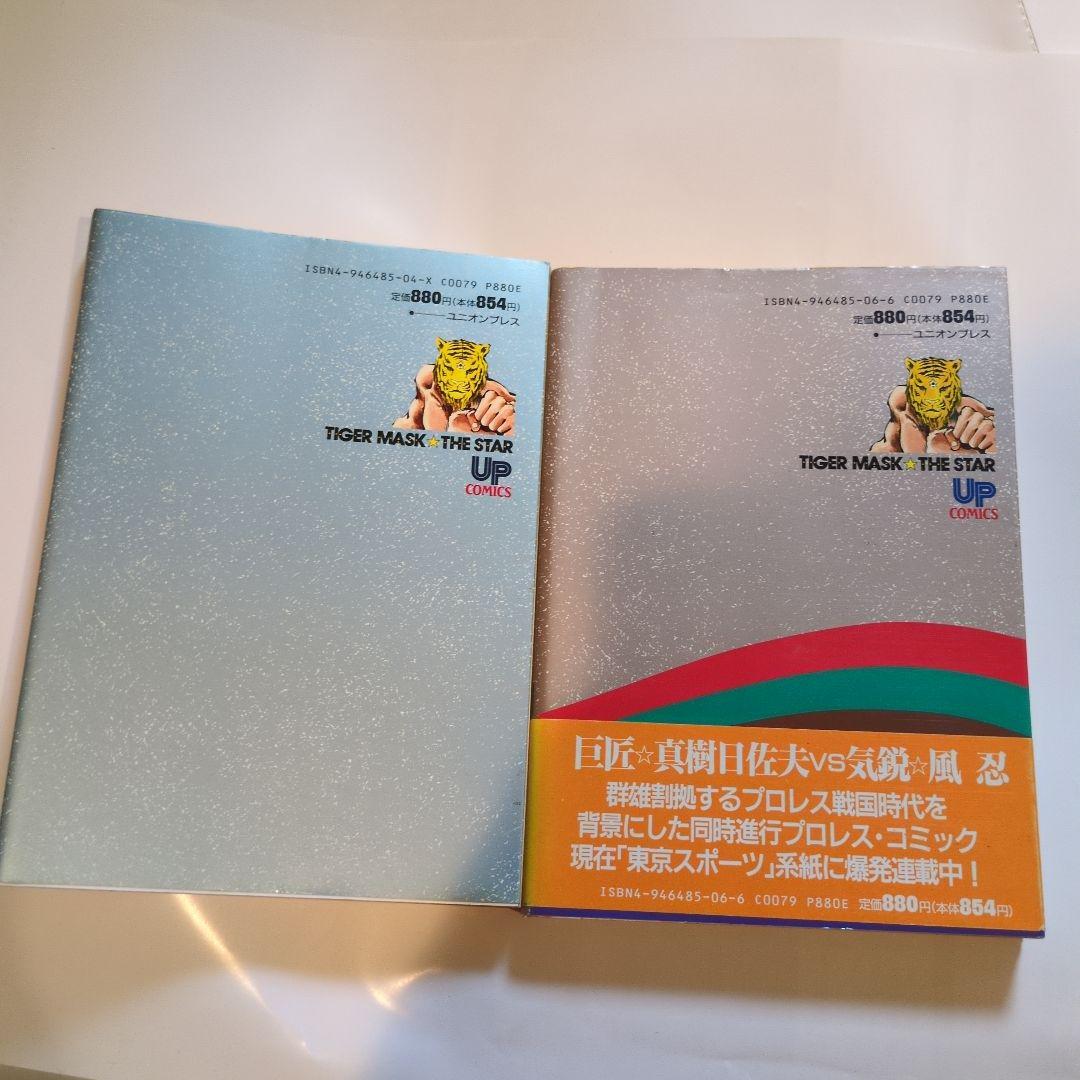 ISBN4-946485-04-X C0079 P880E
定価880円(本体854円)
●───ユニオンプレス
TIGER MASK☆THE STAR
UP
COMICS
ISBN4-946485-06-6 C0079 P880E
定価880円(本体854円)
●───ユニオンプレス
TIGER MASK☆THE STAR
UP
COMICS
巨匠☆真樹日佐夫VS気鋭☆風 忍
群雄割拠するプロレス戦国時代を
背景にした同時進行プロレス・コミック
現在「東京スポーツ」系紙に爆発連載中!
ISBN4-946485-06-6 C0079 P880E 定価880円(本体854円)